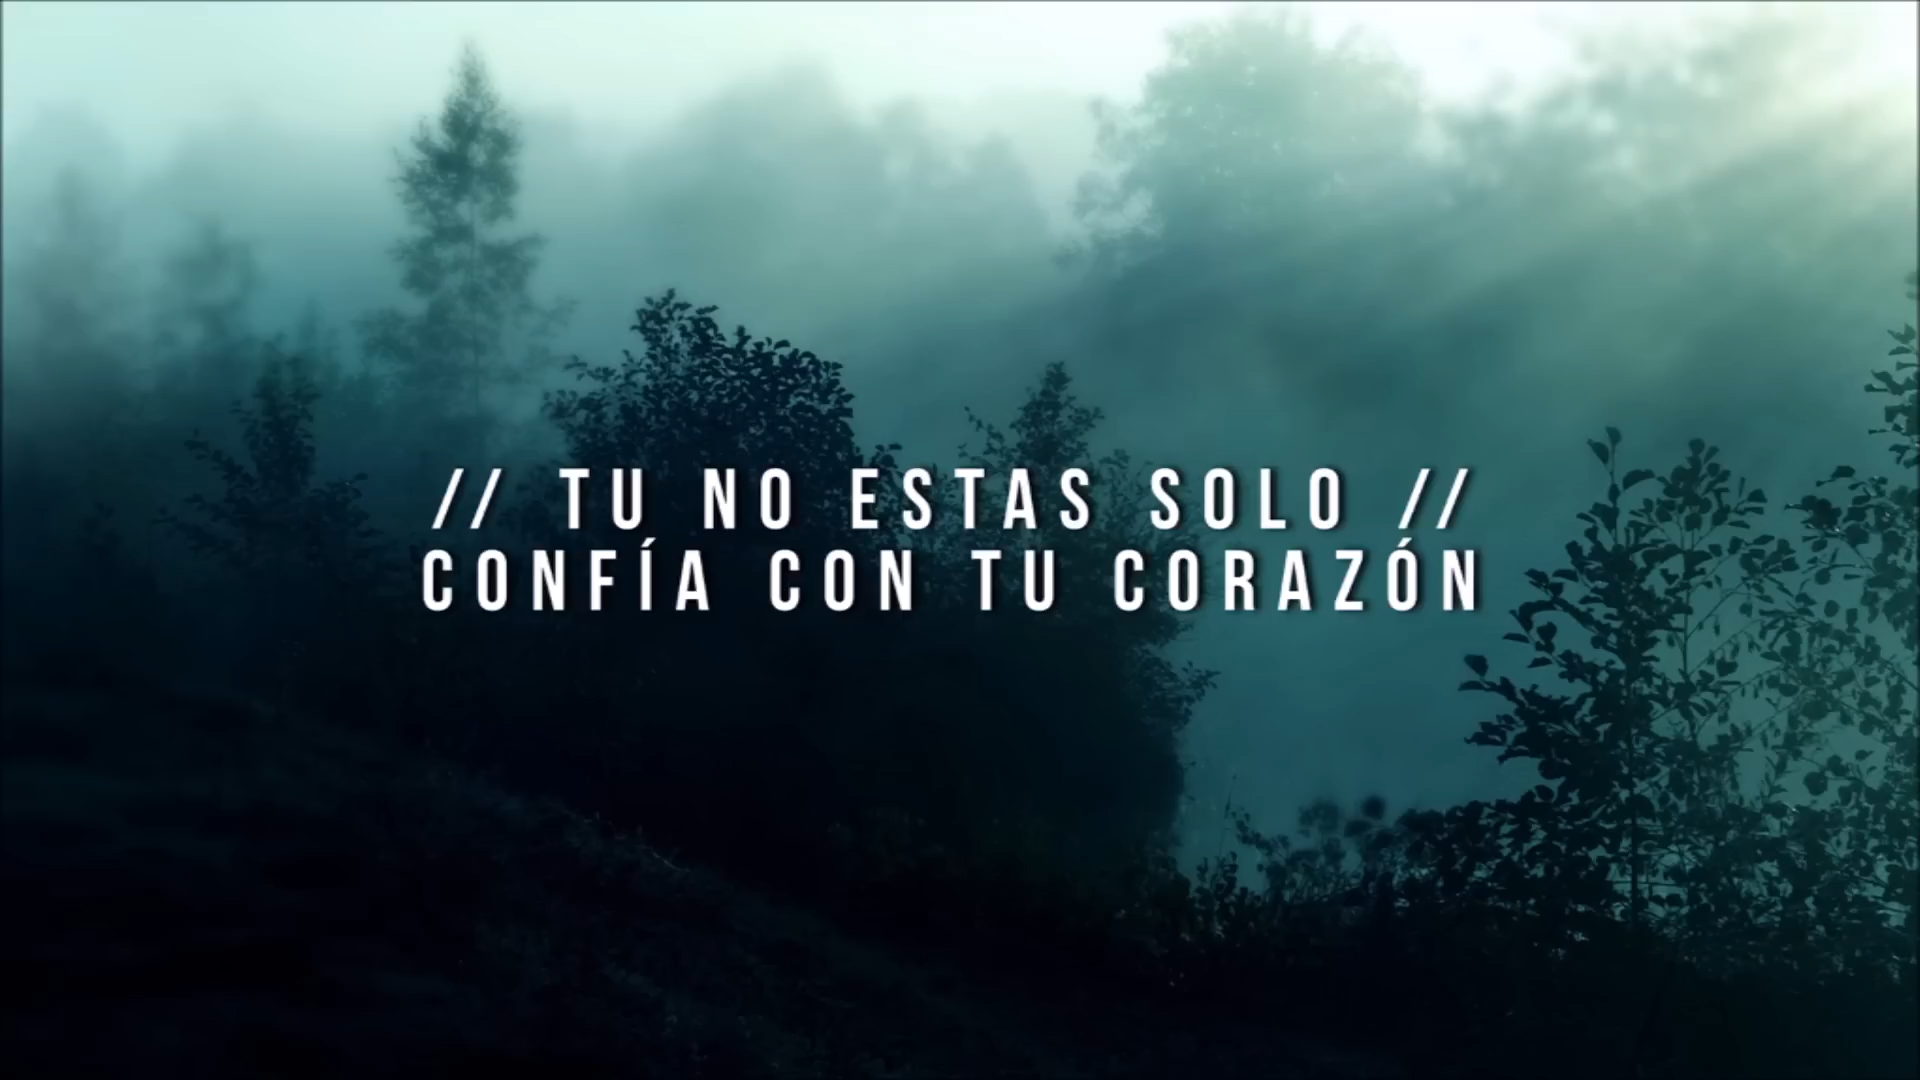 // TU NO ESTAS SOLO //
CONFÍA CON TU CORAZÓN